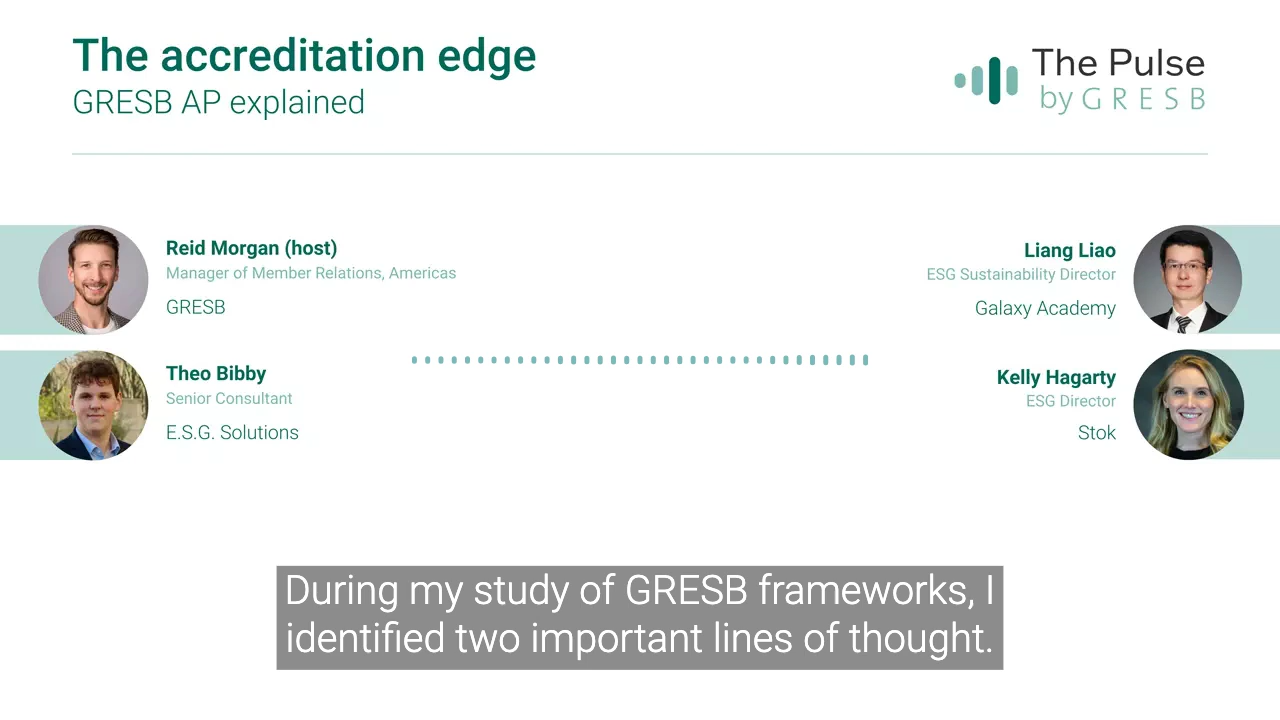 The accreditation edge
GRESB AP explained
The Pulse
by GRESB
Reid Morgan (host)
Manager of Member Relations, Americas
GRESB
Theo Bibby
Senior Consultant
E.S.G. Solutions
Liang Liao
ESG Sustainability Director
Galaxy Academy
Kelly Hagarty
ESG Director
Stok
During my study of GRESB frameworks, I
identified two important lines of thought.